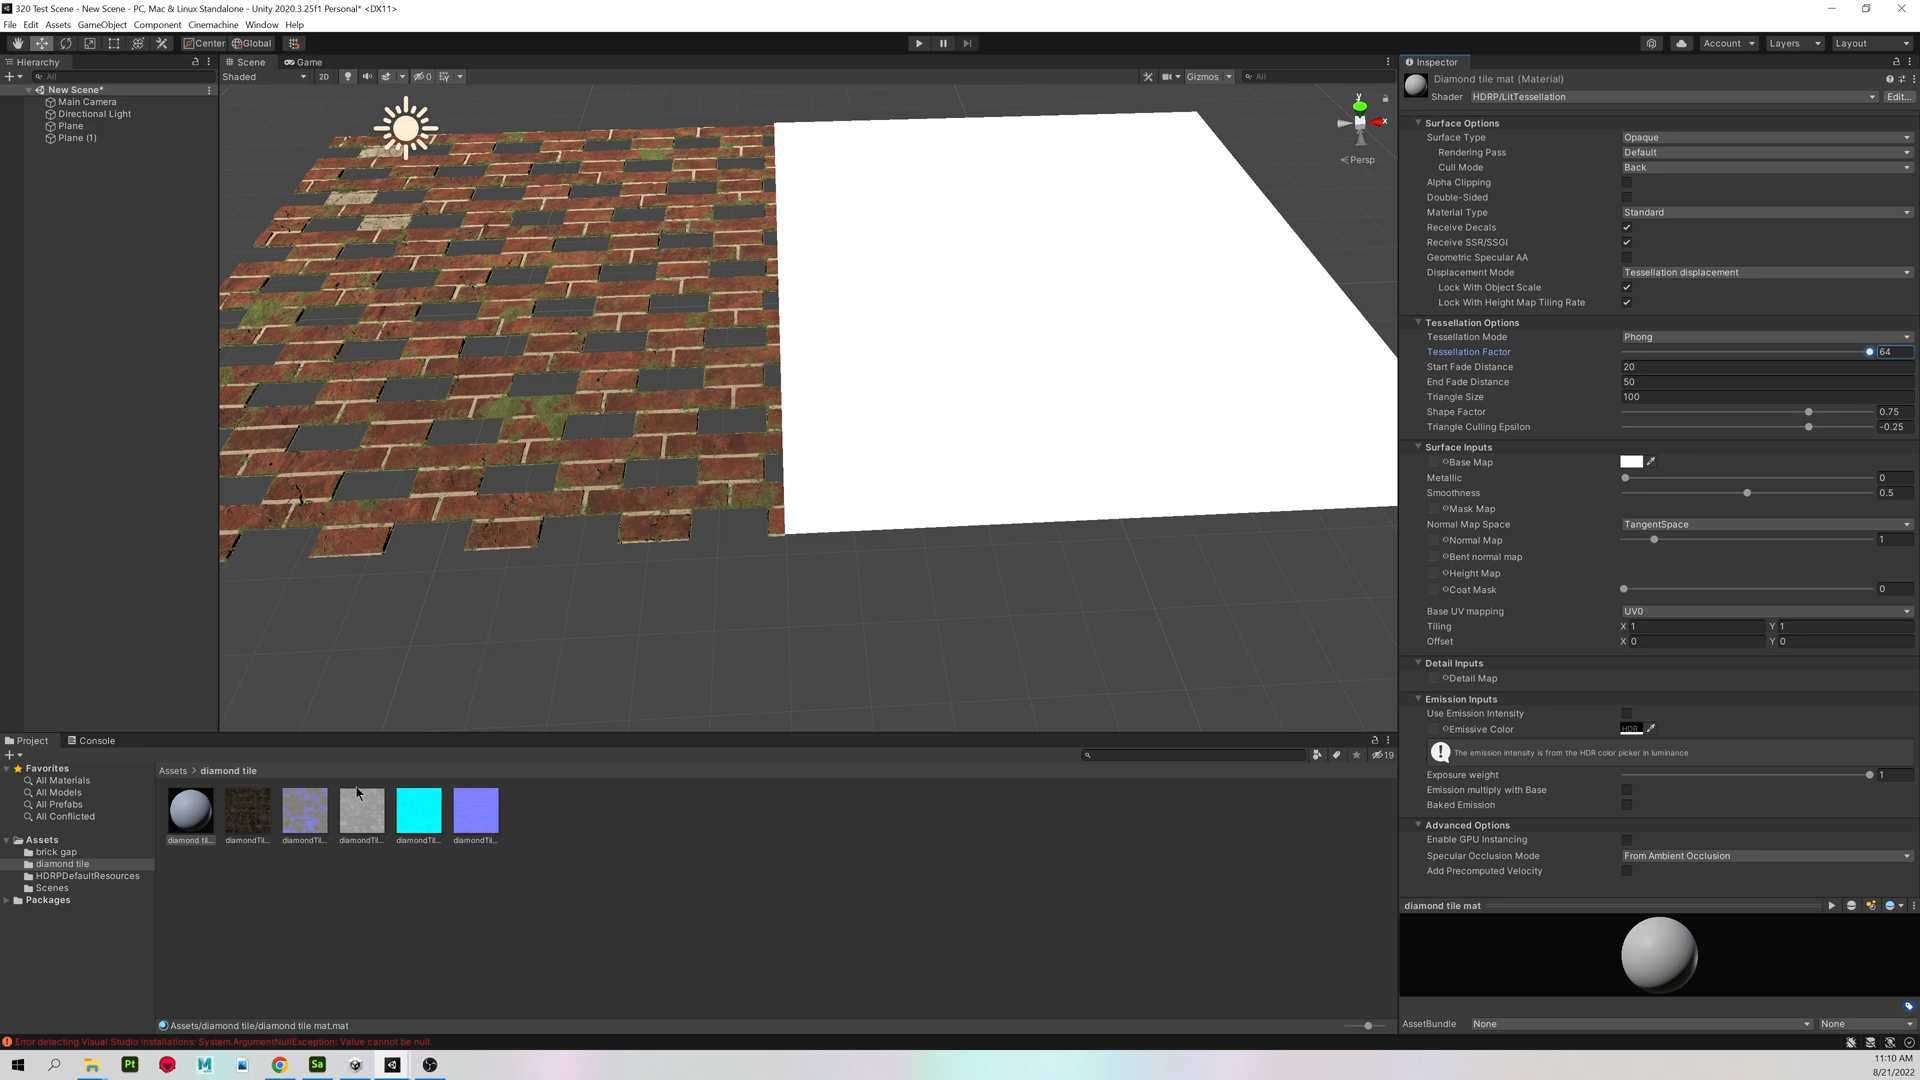 320 Test Scene - New Scene - PC, Mac & Linux Standalone - Unity 2020.3.25f1 Personal* <DX11>
File Edit Assets GameObject Component Cinemachine Window Help
Center Global
Account Layers Layout
Hierarchy
All
New Scene*
Main Camera
Directional Light
Plane
Plane (1)
Scene Game
Shaded 2D 0 Gizmos All
y
x
Persp
Inspector
Diamond tile mat (Material)
Shader HDRP/LitTessellation Edit...
Surface Options
Surface Type Opaque
Rendering Pass Default
Cull Mode Back
Alpha Clipping
Double-Sided
Material Type Standard
Receive Decals
Receive SSR/SSGI
Geometric Specular AA
Displacement Mode Tessellation displacement
Lock With Object Scale
Lock With Height Map Tiling Rate
Tessellation Options
Tessellation Mode Phong
Tessellation Factor 64
Start Fade Distance 20
End Fade Distance 50
Triangle Size 100
Shape Factor 0.75
Triangle Culling Epsilon -0.25
Surface Inputs
Base Map
Metallic 0
Smoothness 0.5
Mask Map
Normal Map Space TangentSpace
Normal Map 1
Bent normal map
Height Map
Coat Mask 0
Base UV mapping UV0
Tiling X 1 Y 1
Offset X 0 Y 0
Detail Inputs
Detail Map
Emission Inputs
Use Emission Intensity
Emissive Color HDR
The emission intensity is from the HDR color picker in luminance
Exposure weight 1
Emission multiply with Base
Baked Emission
Advanced Options
Enable GPU Instancing
Specular Occlusion Mode From Ambient Occlusion
Add Precomputed Velocity
diamond tile mat
AssetBundle None None
Project Console
19
Favorites
All Materials
All Models
All Prefabs
All Conflicted
Assets
brick gap
diamond tile
HDRPDefaultResources
Scenes
Packages
Assets > diamond tile
diamond til... diamondTil... diamondTil... diamondTil... diamondTil... diamondTil...
Assets/diamond tile/diamond tile mat.mat
Error detecting Visual Studio installations: System.ArgumentNullException: Value cannot be null.
Pt
M
Sa
11:10 AM
8/21/2022